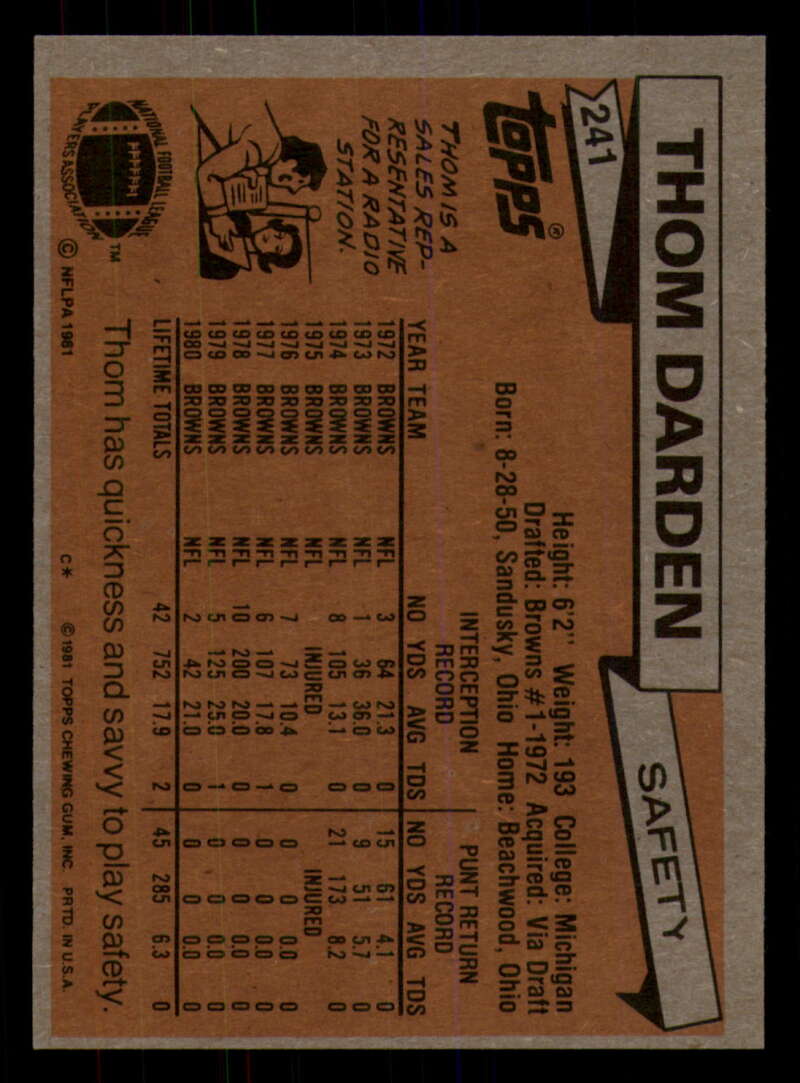 THOM DARDEN
SAFETY
241
topps®
Height: 6'2" Weight: 193 College: Michigan
Drafted: Browns #1-1972 Acquired: Via Draft
Born: 8-28-50, Sandusky, Ohio Home: Beachwood, Ohio
THOM IS A
SALES REP-
RESENTATIVE
FOR A RADIO
STATION.
INTERCEPTION PUNT RETURN
RECORD RECORD
YEAR TEAM NO YDS AVG TDS NO YDS AVG TDS
1972 BROWNS NFL 3 64 21.3 0 15 61 4.1 0
1973 BROWNS NFL 1 36 36.0 0 9 51 5.7 0
1974 BROWNS NFL 8 105 13.1 0 21 173 8.2 0
1975 BROWNS NFL INJURED INJURED
1976 BROWNS NFL 7 73 10.4 0 0 0 0.0 0
1977 BROWNS NFL 6 107 17.8 1 0 0 0.0 0
1978 BROWNS NFL 10 200 20.0 0 0 0 0.0 0
1979 BROWNS NFL 5 125 25.0 1 0 0 0.0 0
1980 BROWNS NFL 2 42 21.0 0 0 0 0.0 0
LIFETIME TOTALS 42 752 17.9 2 45 285 6.3 0
Thom has quickness and savvy to play safety.
NATIONAL FOOTBALL LEAGUE
PLAYERS ASSOCIATION
TM
© NFLPA 1981
C* © 1981 TOPPS CHEWING GUM, INC. PRTD. IN U.S.A.